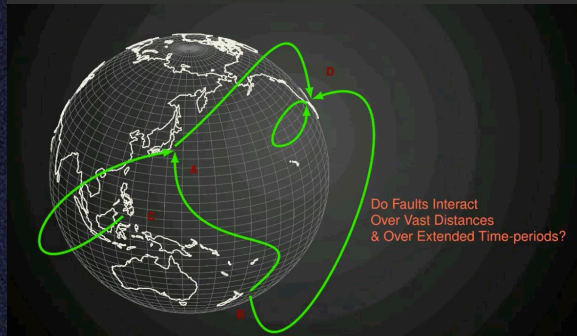 D
A
C
Do Faults Interact
Over Vast Distances
& Over Extended Time-periods?
B